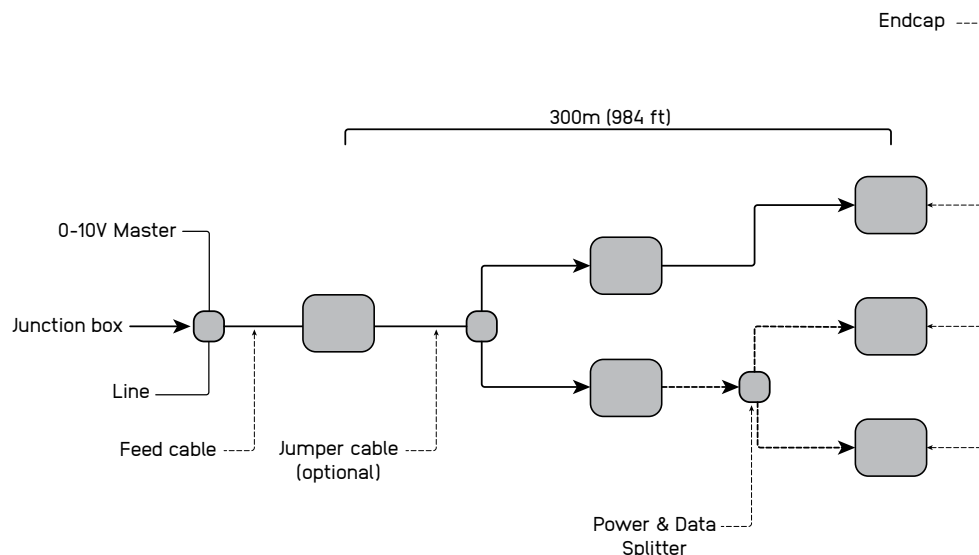 Endcap
300m (984 ft)
0-10V Master
Junction box
Line
Feed cable
Jumper cable
(optional)
Power & Data
Splitter